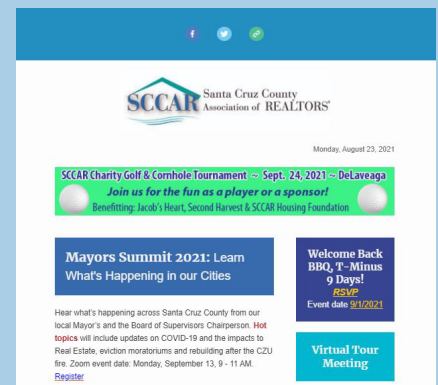 SCCAR Santa Cruz County
Association of REALTORS®
Monday, August 23, 2021
SCCAR Charity Golf & Cornhole Tournament ~ Sept. 24, 2021 ~ DeLaveaga
Join us for the fun as a player or a sponsor!
Benefitting: Jacob's Heart, Second Harvest & SCCAR Housing Foundation
Mayors Summit 2021: Learn
What's Happening in our Cities
Hear what's happening across Santa Cruz County from our
local Mayor's and the Board of Supervisors Chairperson. Hot
topics will include updates on COVID-19 and the impacts to
Real Estate, eviction moratoriums and rebuilding after the CZU
fire. Zoom event date: Monday, September 13, 9 - 11 AM.
Register
Welcome Back
BBQ, T-Minus
9 Days!
RSVP
Event date 9/1/2021
Virtual Tour
Meeting